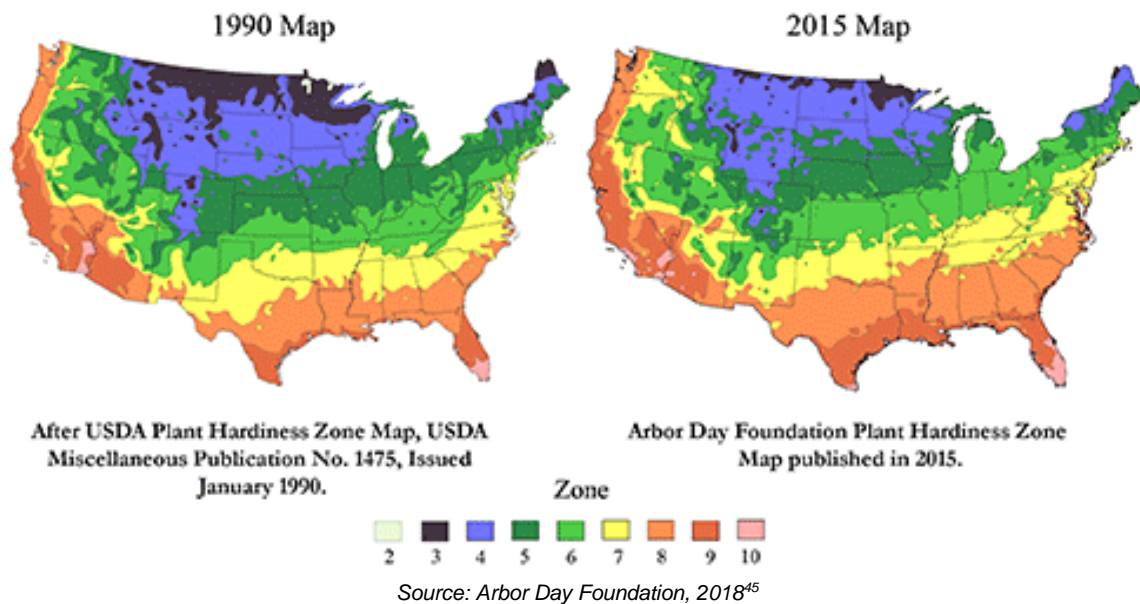 1990 Map
2015 Map
After USDA Plant Hardiness Zone Map, USDA
Miscellaneous Publication No. 1475, Issued
January 1990.
Arbor Day Foundation Plant Hardiness Zone
Map published in 2015.
Zone
2 3 4 5 6 7 8 9 10
Source: Arbor Day Foundation, 2018⁴⁵